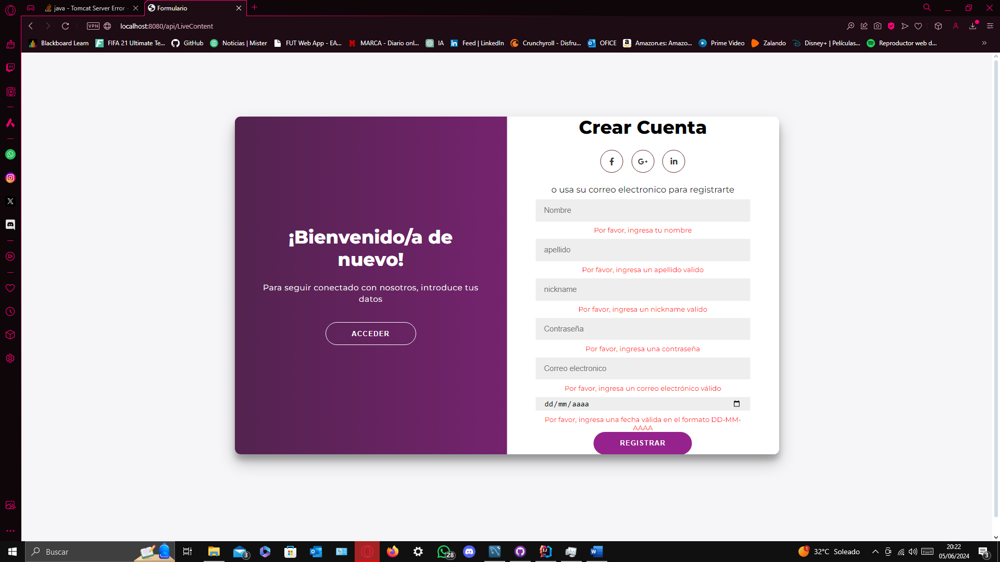 java - Tomcat Server Error -
Formulario
VPN
localhost:8080/api/LiveContent
Blackboard Learn
FIFA 21 Ultimate Te...
GitHub
Noticias | Mister
FUT Web App - EA...
MARCA - Diario onl...
IA
Feed | LinkedIn
Crunchyroll - Disfru...
OFICE
Amazon.es: Amazo...
Prime Video
Zalando
Disney+ | Películas...
Reproductor web d...
¡Bienvenido/a de
nuevo!
Para seguir conectado con nosotros, introduce tus
datos
ACCEDER
Crear Cuenta
o usa su correo electronico para registrarte
Nombre
Por favor, ingresa tu nombre
apellido
Por favor, ingresa un apellido valido
nickname
Por favor, ingresa un nickname valido
Contraseña
Por favor, ingresa una contraseña
Correo electronico
Por favor, ingresa un correo electrónico válido
dd/mm/aaaa
Por favor, ingresa una fecha válida en el formato DD-MM-
AAAA
REGISTRAR
Buscar
3
28
1
32°C Soleado
20:22
05/06/2024
3